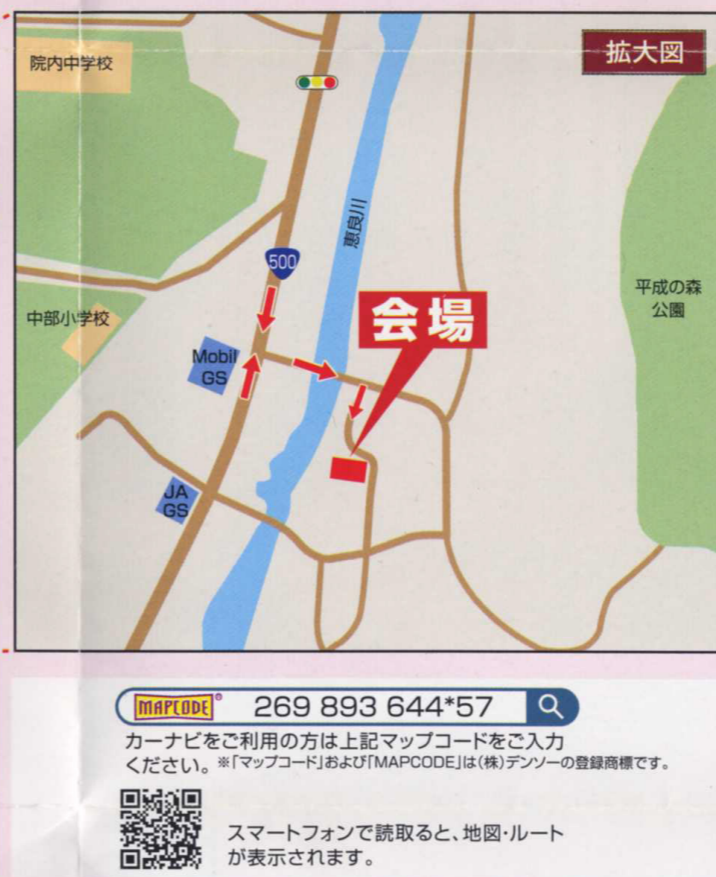 拡大図
院内中学校
恵良川
500
平成の森
公園
会場
中部小学校
Mobil
GS
JA
GS
MAPCODE® 269 893 644*57
カーナビをご利用の方は上記マップコードをご入力
ください。※「マップコード」および「MAPCODE」は(株)デンソーの登録商標です。
スマートフォンで読取ると、地図・ルート
が表示されます。